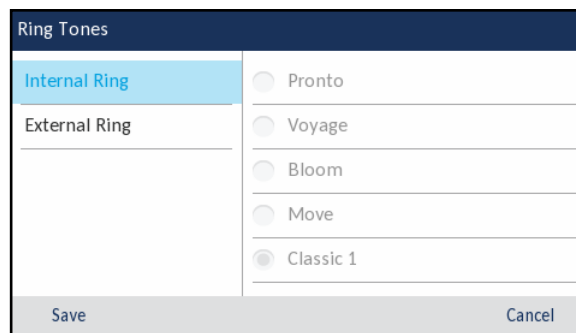 Ring Tones
Internal Ring
External Ring
Pronto
Voyage
Bloom
Move
Classic 1
Save
Cancel